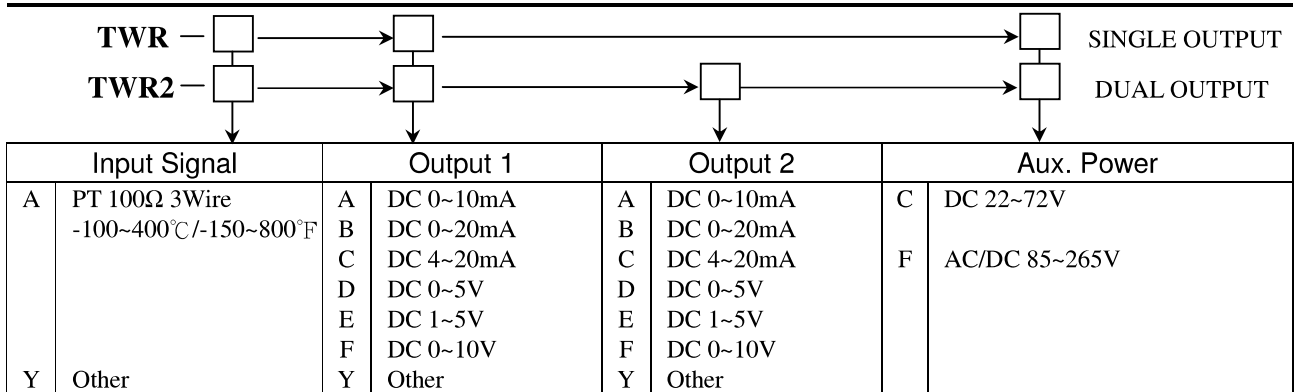 TWR — SINGLE OUTPUT
TWR2 — DUAL OUTPUT
Input Signal Output 1 Output 2 Aux. Power
A PT 100Ω 3Wire A DC 0~10mA A DC 0~10mA C DC 22~72V
-100~400℃/-150~800℉ B DC 0~20mA B DC 0~20mA
C DC 4~20mA C DC 4~20mA F AC/DC 85~265V
D DC 0~5V D DC 0~5V
E DC 1~5V E DC 1~5V
F DC 0~10V F DC 0~10V
Y Other Y Other Y Other